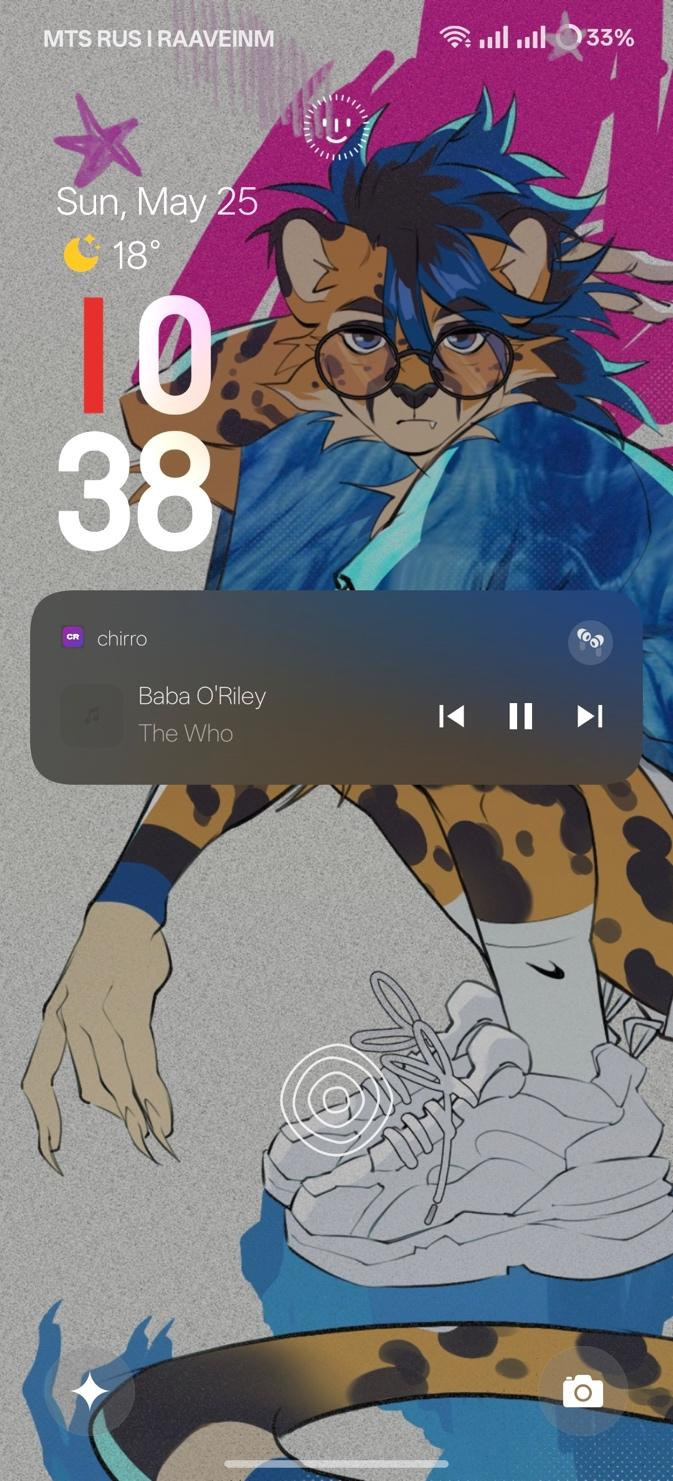 MTS RUS | RAAVEINM
33%
Sun, May 25
18°
10
38
CR chirro
Baba O'Riley
The Who